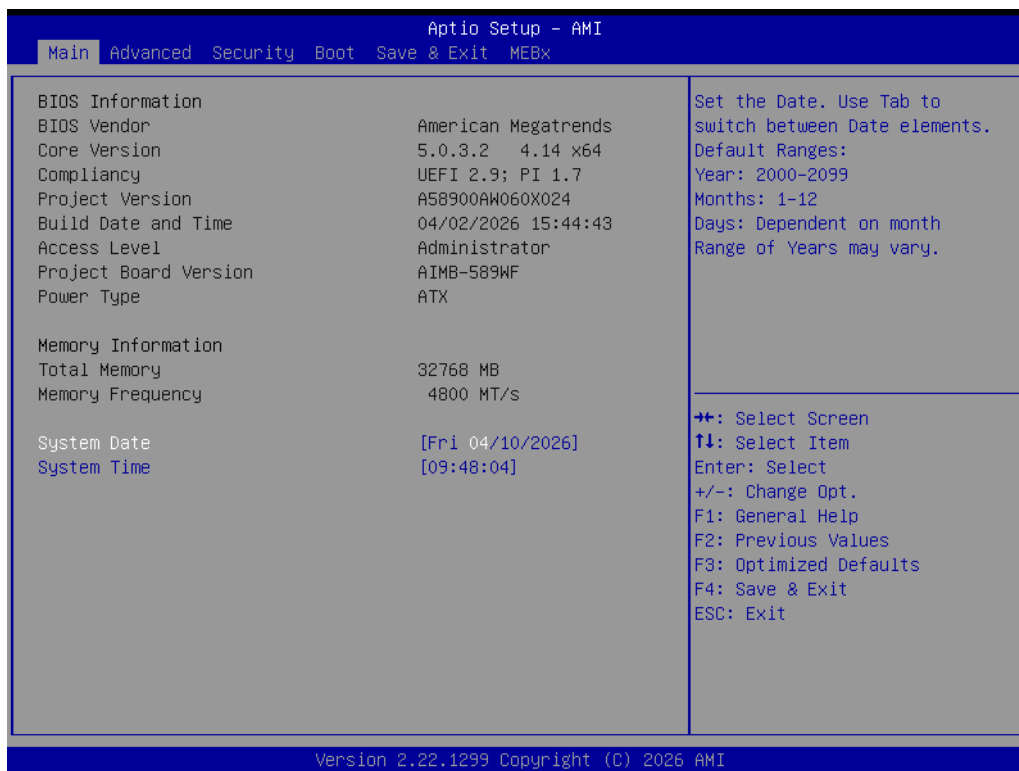 Aptio Setup – AMI
Main Advanced Security Boot Save & Exit MEBx
BIOS Information
BIOS Vendor American Megatrends
Core Version 5.0.3.2 4.14 x64
Compliancy UEFI 2.9; PI 1.7
Project Version A58900AW060X024
Build Date and Time 04/02/2026 15:44:43
Access Level Administrator
Project Board Version AIMB-589WF
Power Type ATX
Memory Information
Total Memory 32768 MB
Memory Frequency 4800 MT/s
System Date [Fri 04/10/2026]
System Time [09:48:04]
Set the Date. Use Tab to
switch between Date elements.
Default Ranges:
Year: 2000-2099
Months: 1-12
Days: Dependent on month
Range of Years may vary.
→←: Select Screen
↑↓: Select Item
Enter: Select
+/-: Change Opt.
F1: General Help
F2: Previous Values
F3: Optimized Defaults
F4: Save & Exit
ESC: Exit
Version 2.22.1299 Copyright (C) 2026 AMI